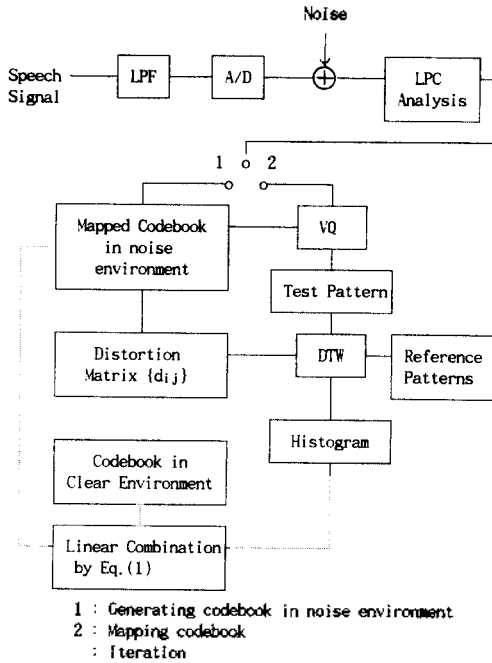 Noise
Speech
Signal
LPF
A/D
LPC
Analysis
1 2
Mapped Codebook
in noise
environment
VQ
Test Pattern
Distortion
Matrix {dij}
DTW
Reference
Patterns
Histogram
Codebook in
Clear Environment
Linear Combination
by Eq.(1)
1 : Generating codebook in noise environment
2 : Mapping codebook
: Iteration